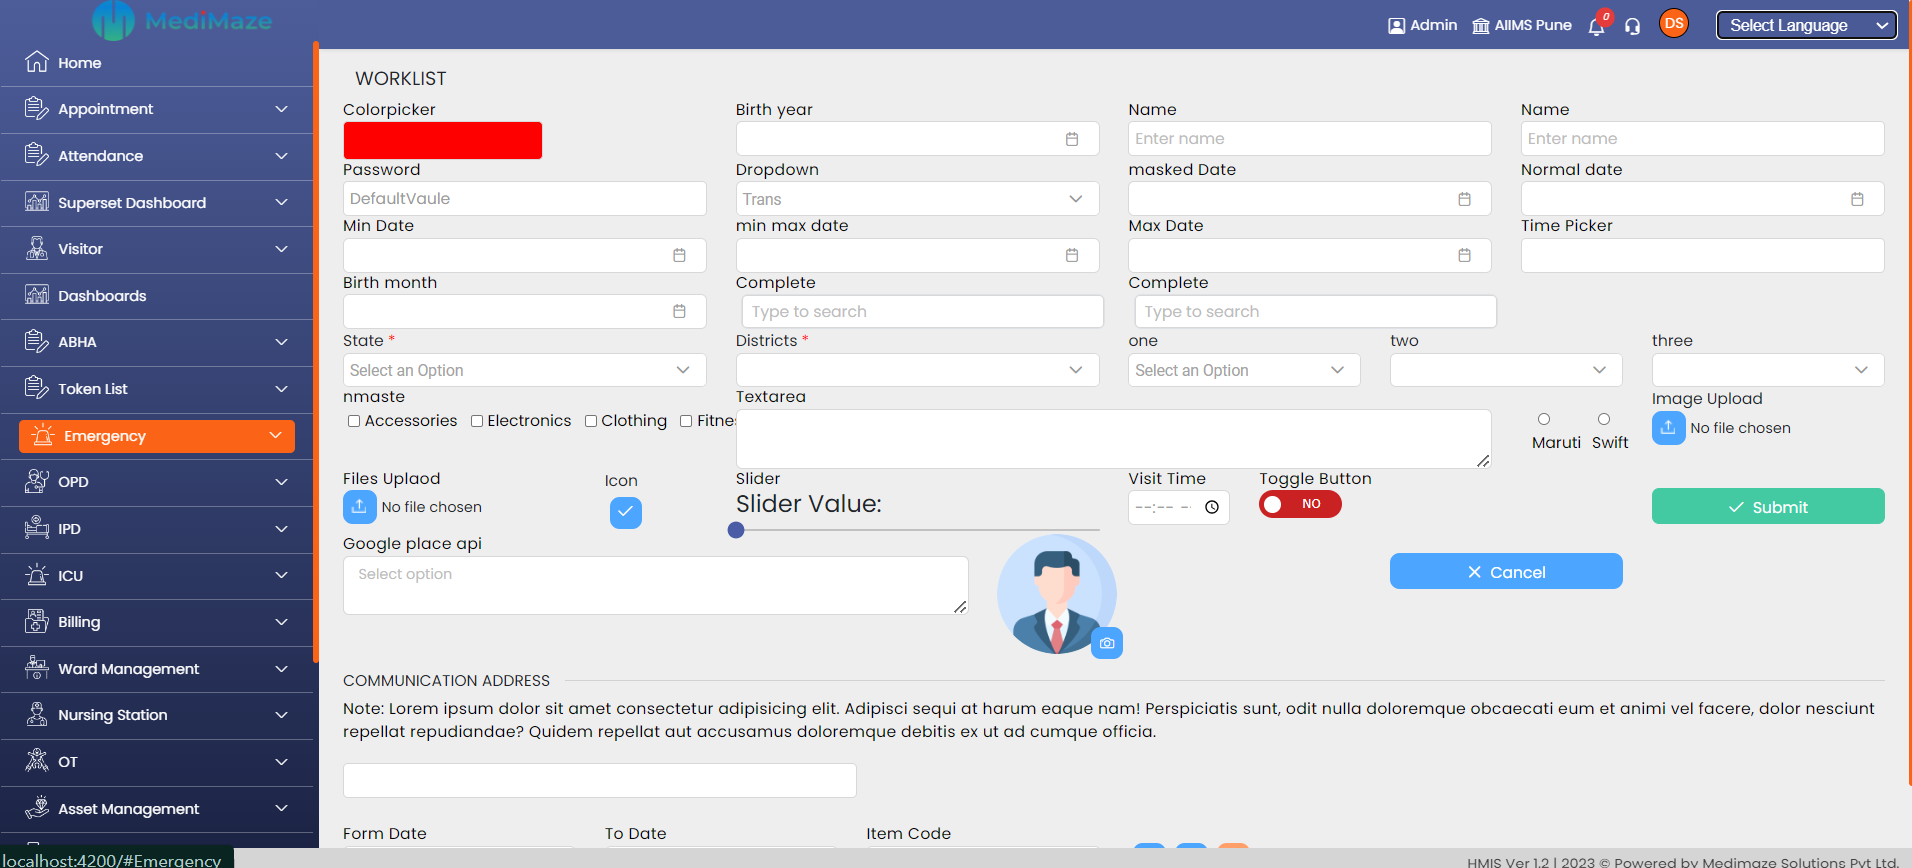 MediMaze
Admin
AIIMS Pune
0
DS
Select Language
Home
Appointment
Attendance
Superset Dashboard
Visitor
Dashboards
ABHA
Token List
Emergency
OPD
IPD
ICU
Billing
Ward Management
Nursing Station
OT
Asset Management
localhost:4200/#Emergency
WORKLIST
Colorpicker
Birth year
Name
Name
Enter name
Enter name
Password
Dropdown
masked Date
Normal date
DefaultVaule
Trans
Min Date
min max date
Max Date
Time Picker
Birth month
Complete
Complete
Type to search
Type to search
State *
Districts *
one
two
three
Select an Option
Select an Option
nmaste
Textarea
Image Upload
Accessories
Electronics
Clothing
Fitne
Maruti
Swift
No file chosen
Files Uplaod
Icon
Slider
Visit Time
Toggle Button
No file chosen
Slider Value:
--:-- -
NO
Submit
Google place api
Select option
Cancel
COMMUNICATION ADDRESS
Note: Lorem ipsum dolor sit amet consectetur adipisicing elit. Adipisci sequi at harum eaque nam! Perspiciatis sunt, odit nulla doloremque obcaecati eum et animi vel facere, dolor nesciunt
repellat repudiandae? Quidem repellat aut accusamus doloremque debitis ex ut ad cumque officia.
Form Date
To Date
Item Code
HMIS Ver 1.2 | 2023 © Powered by Medimaze Solutions Pvt Ltd.